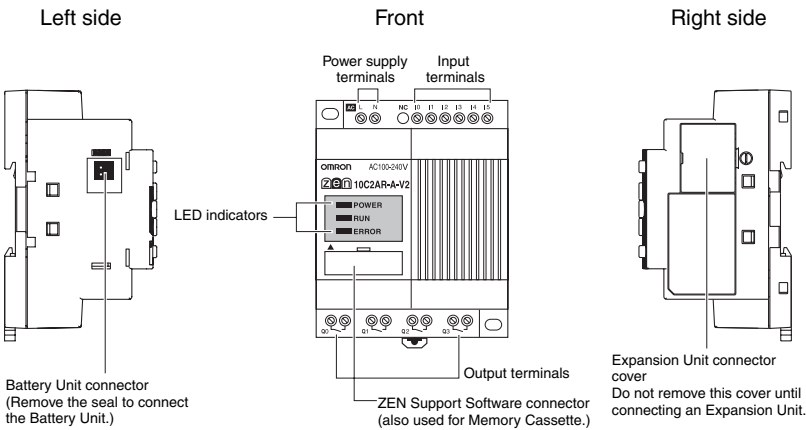 Left side
Front
Right side
Power supply
terminals
Input
terminals
AC L N NC I0 I1 I2 I3 I4 I5
OMRON AC100-240V
zen 10C2AR-A-V2
LED indicators
POWER
RUN
ERROR
Q0 Q1 Q2 Q3
Output terminals
ZEN Support Software connector
(also used for Memory Cassette.)
Battery Unit connector
(Remove the seal to connect
the Battery Unit.)
Expansion Unit connector
cover
Do not remove this cover until
connecting an Expansion Unit.